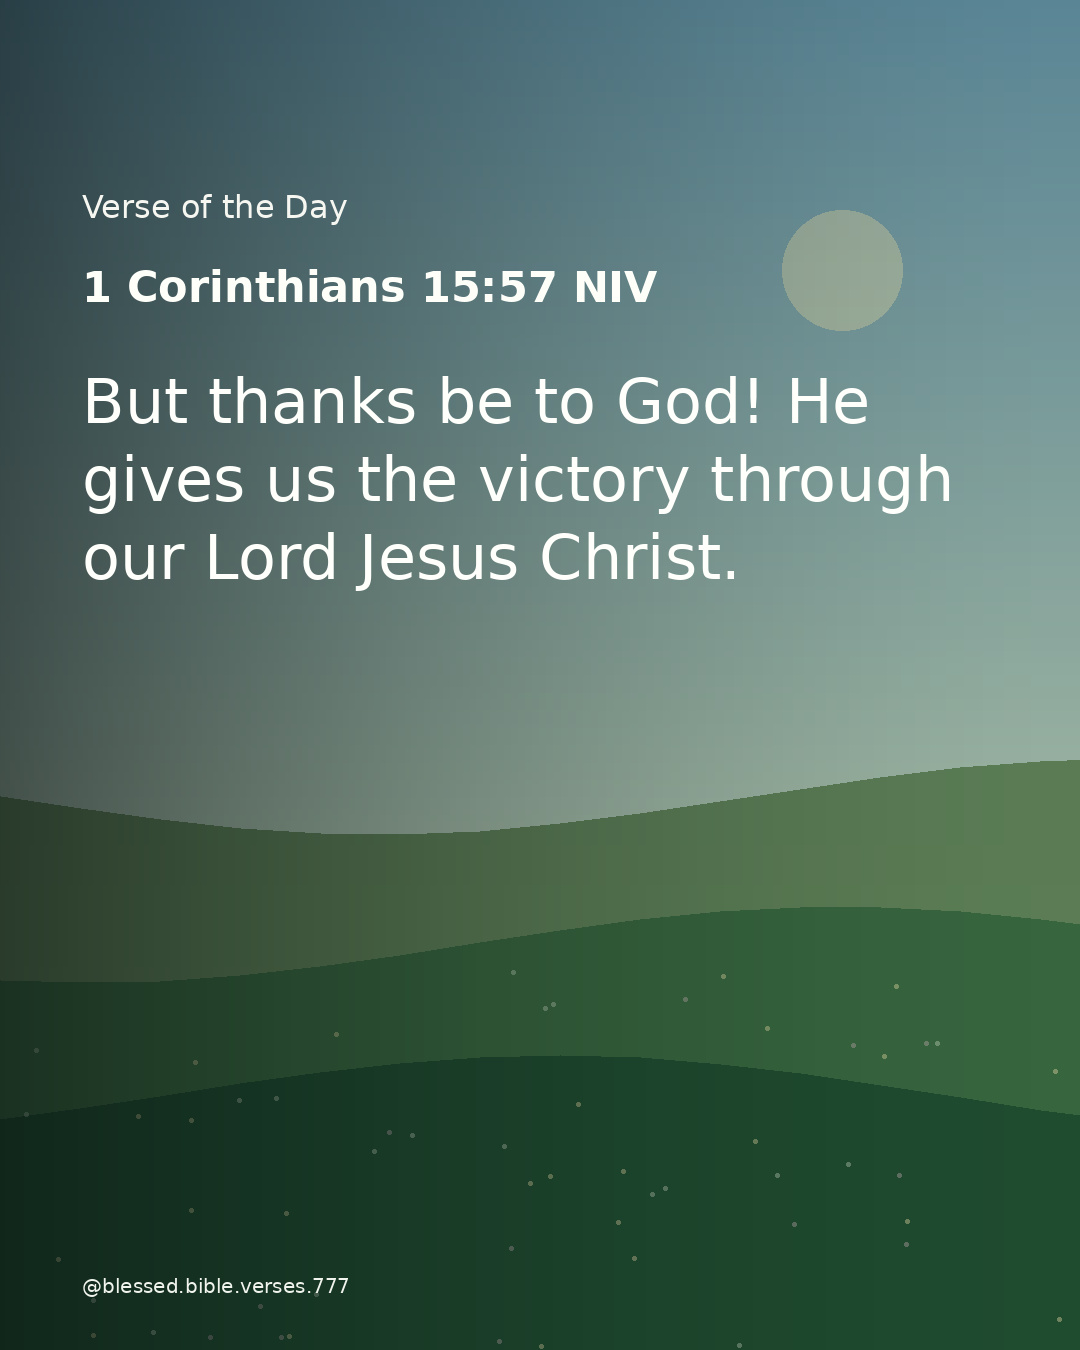 Verse of the Day
1 Corinthians 15:57 NIV
But thanks be to God! He
gives us the victory through
our Lord Jesus Christ.
@blessed.bible.verses.777